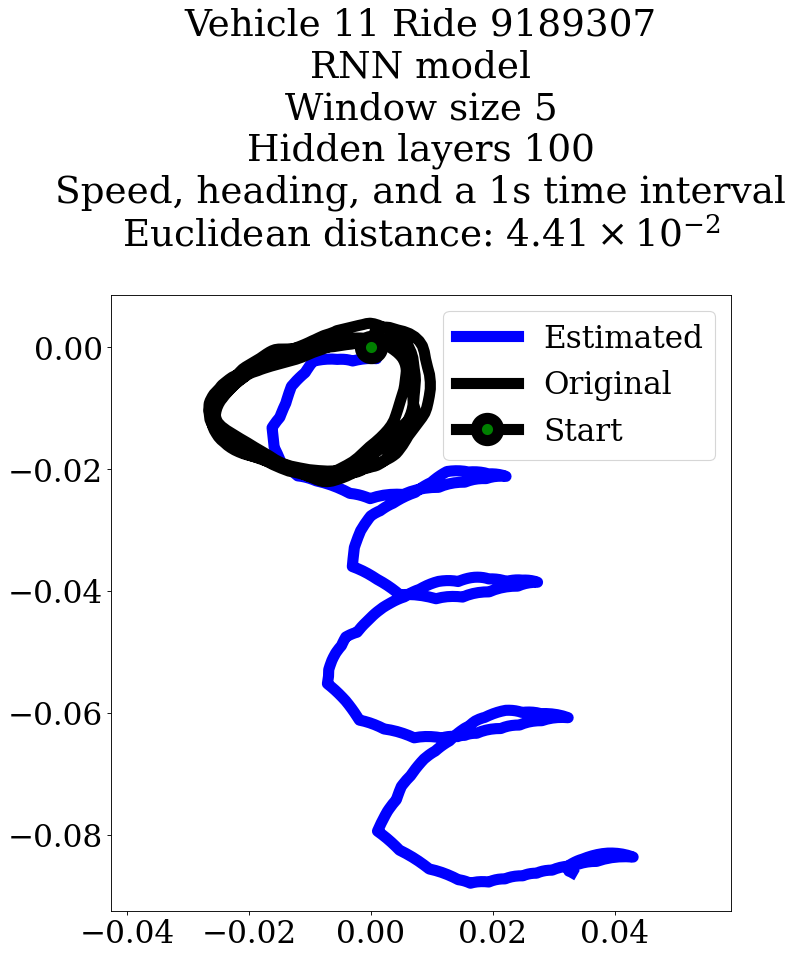 Vehicle 11 Ride 9189307
RNN model
Window size 5
Hidden layers 100
Speed, heading, and a 1s time interval
Euclidean distance: 4.41 × 10⁻²
Estimated
Original
Start
0.00
−0.02
−0.04
−0.06
−0.08
−0.04 −0.02 0.00 0.02 0.04